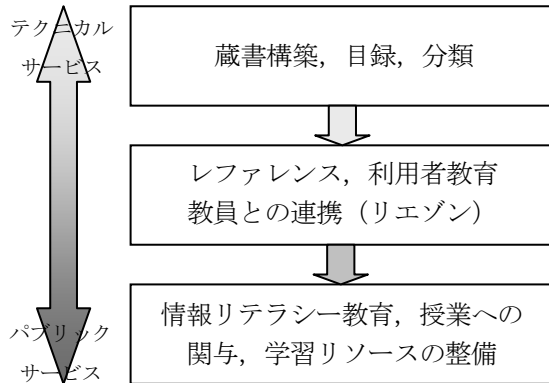 テクニカル
サービス
蔵書構築，目録，分類
レファレンス，利用者教育
教員との連携（リエゾン）
情報リテラシー教育，授業への
関与，学習リソースの整備
パブリック
サービス